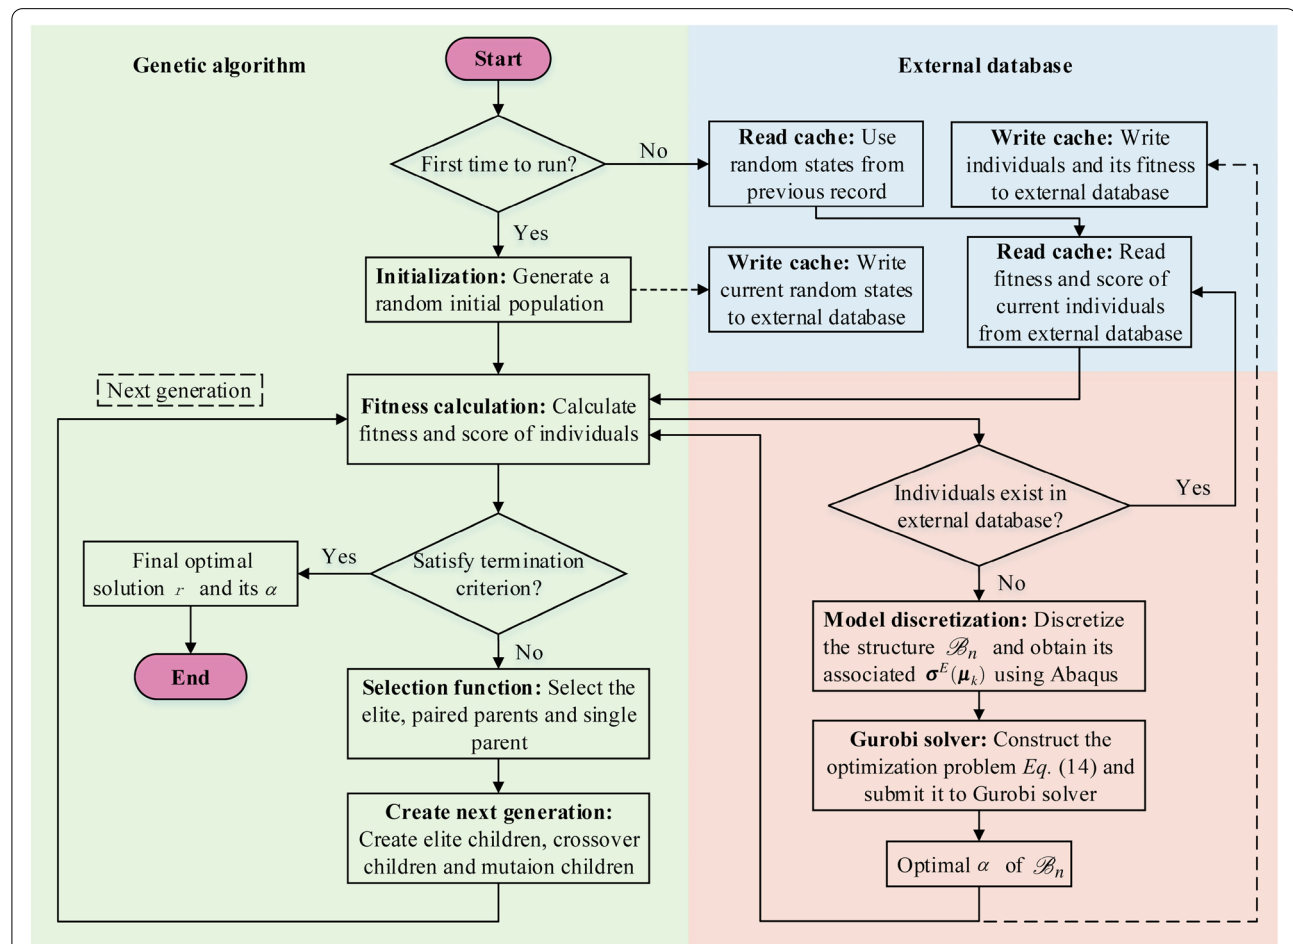 Genetic algorithm
Start
External database
First time to run?
No
Yes
Read cache: Use
random states from
previous record
Write cache: Write
individuals and its fitness
to external database
Initialization: Generate a
random initial population
Write cache: Write
current random states
to external database
Read cache: Read
fitness and score of
current individuals
from external database
Next generation
Fitness calculation: Calculate
fitness and score of individuals
Individuals exist in
external database?
Yes
No
Satisfy termination
criterion?
Yes
No
Final optimal
solution r and its α
End
Model discretization: Discretize
the structure ℬₙ and obtain its
associated σᴱ(μₖ) using Abaqus
Selection function: Select the
elite, paired parents and single
parent
Gurobi solver: Construct the
optimization problem Eq. (14) and
submit it to Gurobi solver
Create next generation:
Create elite children, crossover
children and mutaion children
Optimal α of ℬₙ